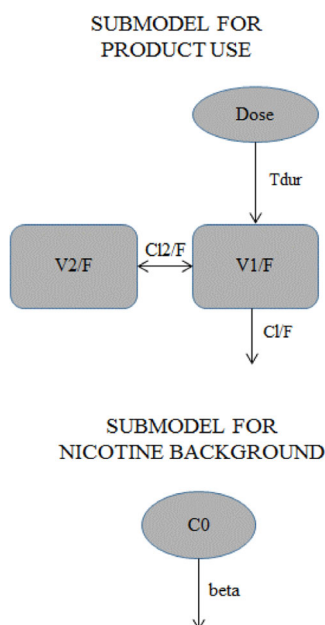 SUBMODEL FOR
PRODUCT USE
Dose
Tdur
V2/F
Cl2/F
V1/F
Cl/F
SUBMODEL FOR
NICOTINE BACKGROUND
C0
beta